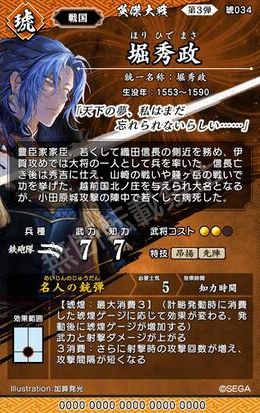 琥
戦国
英傑大戦
第3弾
琥034
ほり ひで まさ
堀秀政
統一名称：堀秀政
生没年：1553〜1590
「天下の夢、私はまだ
忘れられないらしい……」
豊臣家家臣。若くして織田信長の側近を務め、伊
賀攻めでは大将の一人として兵を率いた。信長亡
き後は秀吉に仕え、山崎の戦いや賤ヶ岳の戦いで
功を挙げた。越前国北ノ庄を与えられ大名となる
が、小田原城攻撃の陣中で若くして病死した。
兵種 武力 知力 武将コスト
鉄砲隊 7 7 特技 昂揚 先陣
めいじんのじゅうだん 必要士気 効果時間
名人の銃弾 5 知力時間
効果範囲
【琥煌：最大消費3】（計略発動時に消費
した琥煌ゲージに応じて効果が変わる。発
動後に琥煌ゲージが増加する）
武力と射撃ダメージが上がる
3消費：さらに射撃時の攻撃回数が増え、
攻撃間隔が短くなる
Illustration:加算発光
©SEGA
0000 0000 0000 0000 0000